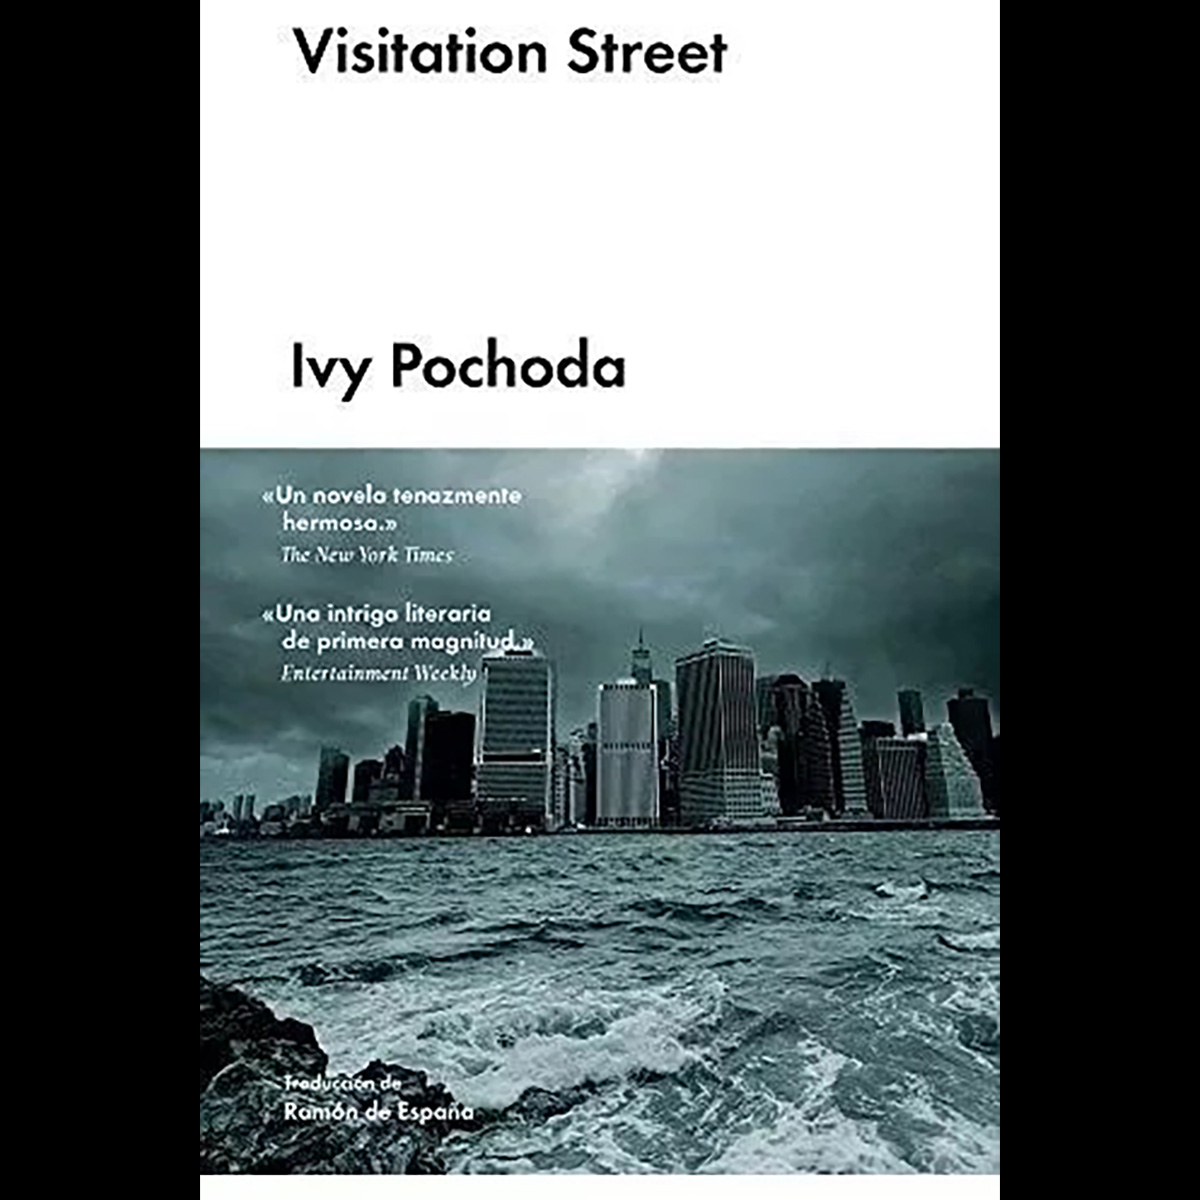 Visitation Street
Ivy Pochoda
«Un novela tenazmente
hermosa.»
The New York Times
«Una intriga literaria
de primera magnitud.»
Entertainment Weekly
Traducción de
Ramón de España